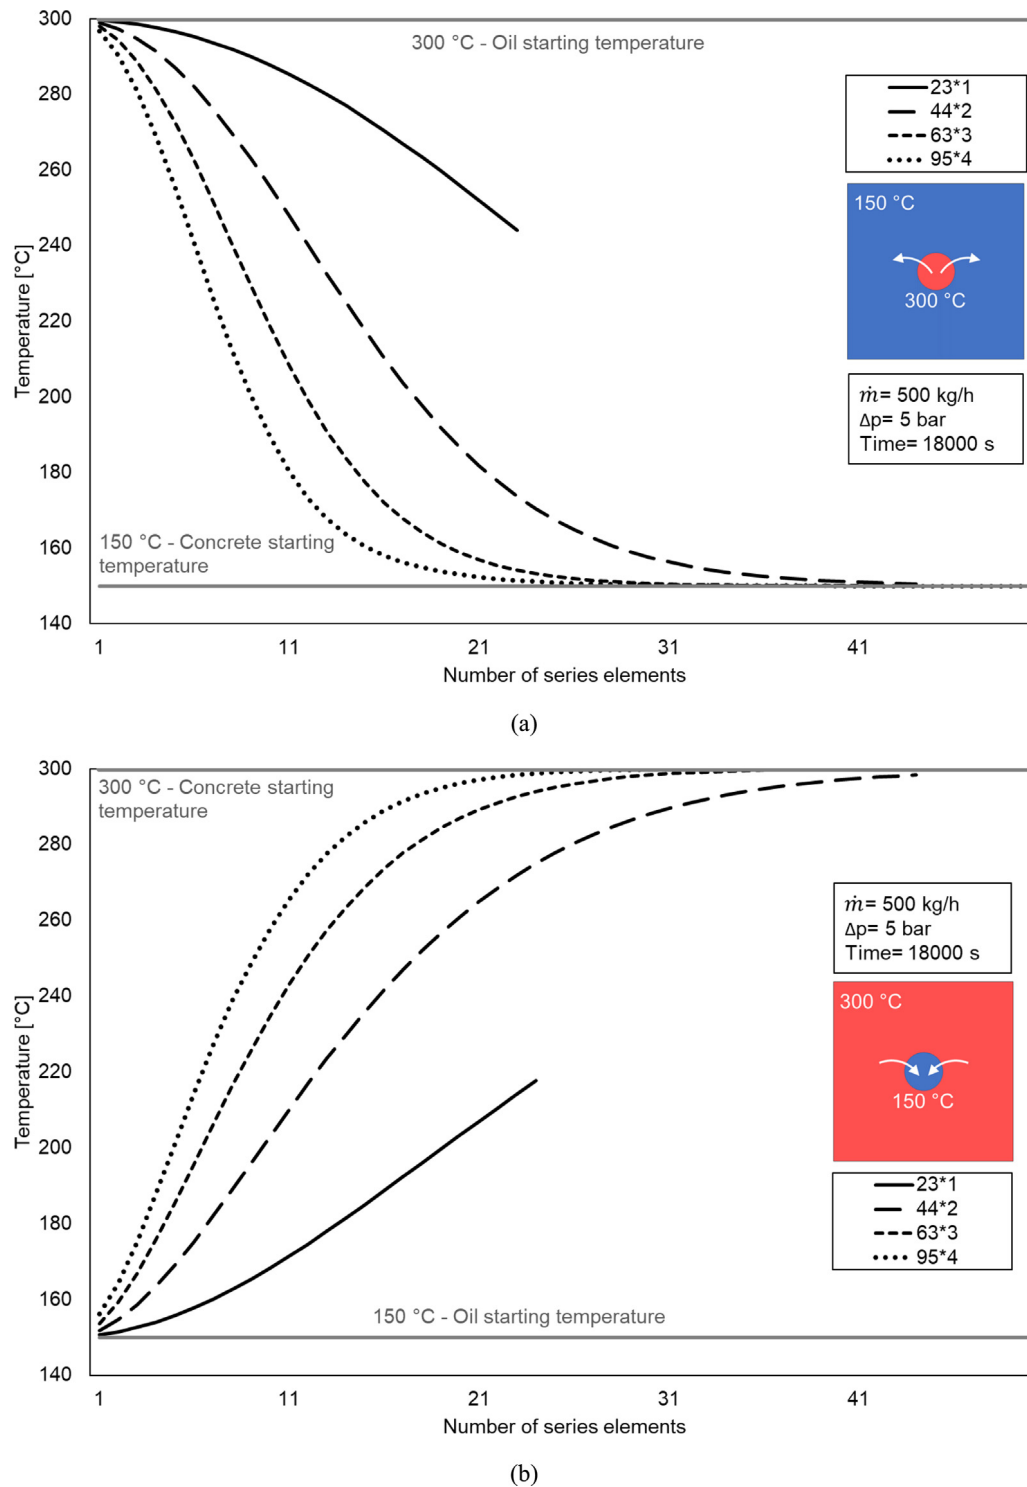 300
300 °C - Oil starting temperature
280
23*1
44*2
63*3
95*4
260
150 °C
240
300 °C
220
Temperature [°C]
200
ṁ= 500 kg/h
Δp= 5 bar
Time= 18000 s
180
160
150 °C - Concrete starting
temperature
140
1 11 21 31 41
Number of series elements
(a)
300
300 °C - Concrete starting
temperature
280
260
ṁ= 500 kg/h
Δp= 5 bar
Time= 18000 s
240
300 °C
220
150 °C
Temperature [°C]
200
23*1
44*2
63*3
95*4
180
160
150 °C - Oil starting temperature
140
1 11 21 31 41
Number of series elements
(b)